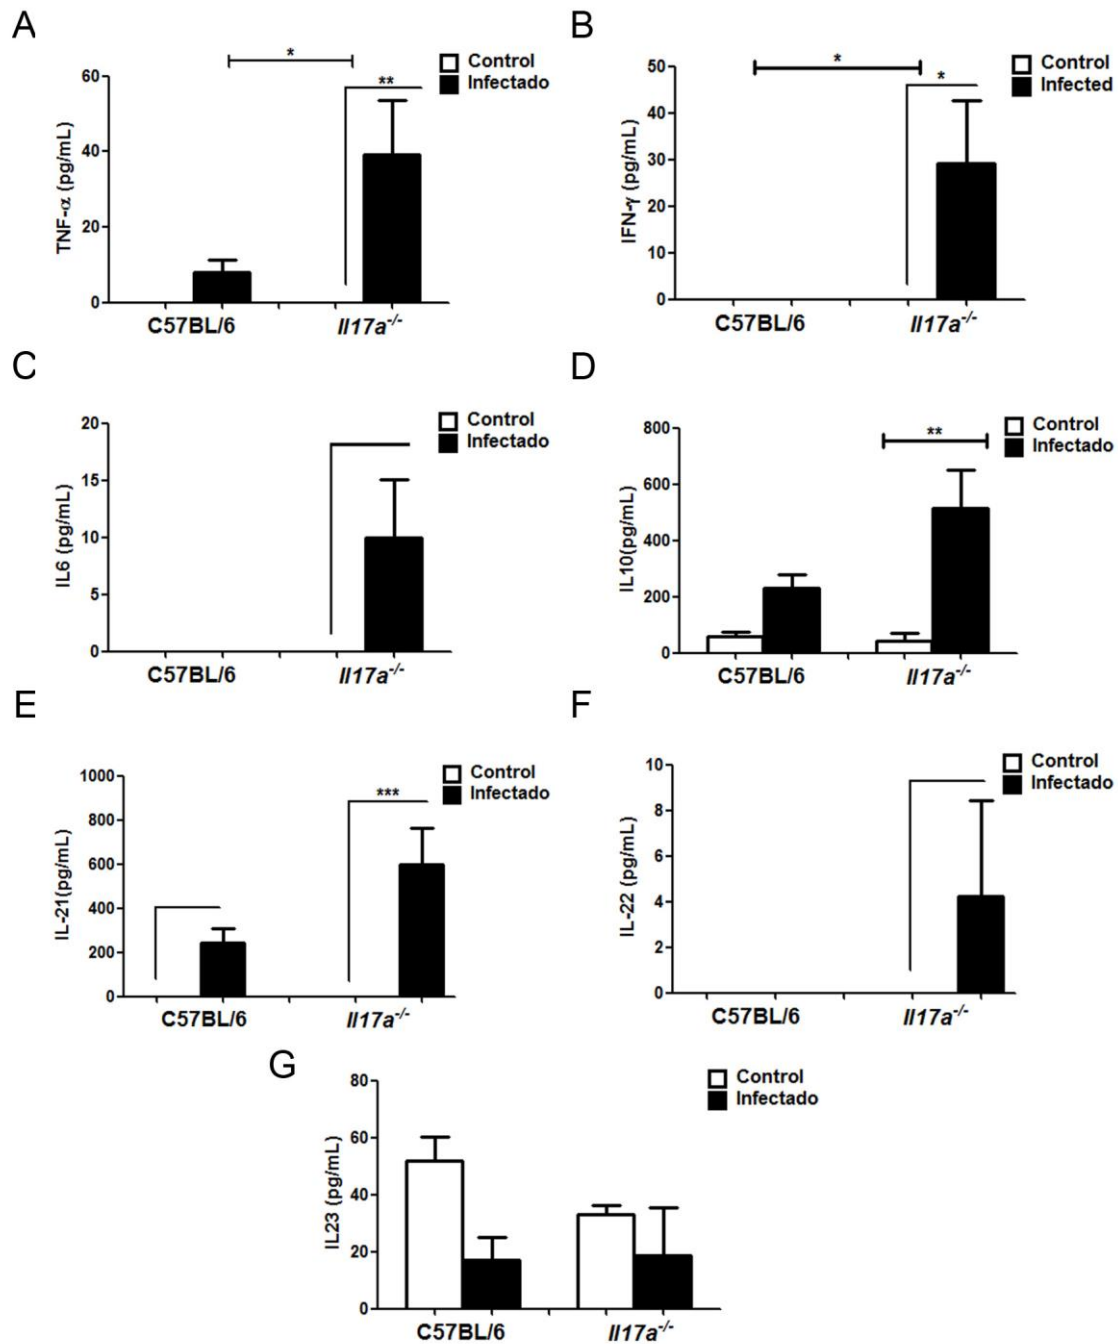 A
*
**
Control
Infectado
TNF-α (pg/mL)
60
40
20
0
C57BL/6
Il17a-/-
B
*
*
Control
Infected
IFN-γ (pg/mL)
50
40
30
20
10
0
C57BL/6
Il17a-/-
C
Control
Infectado
IL6 (pg/mL)
20
15
10
5
0
C57BL/6
Il17a-/-
D
**
Control
Infectado
IL10(pg/mL)
800
600
400
200
0
C57BL/6
Il17a-/-
E
***
Control
Infectado
IL-21(pg/mL)
1000
800
600
400
200
0
C57BL/6
Il17a-/-
F
Control
Infectado
IL-22 (pg/mL)
10
8
6
4
2
0
C57BL/6
Il17a-/-
G
Control
Infectado
IL23 (pg/mL)
80
60
40
20
0
C57BL/6
Il17a-/-